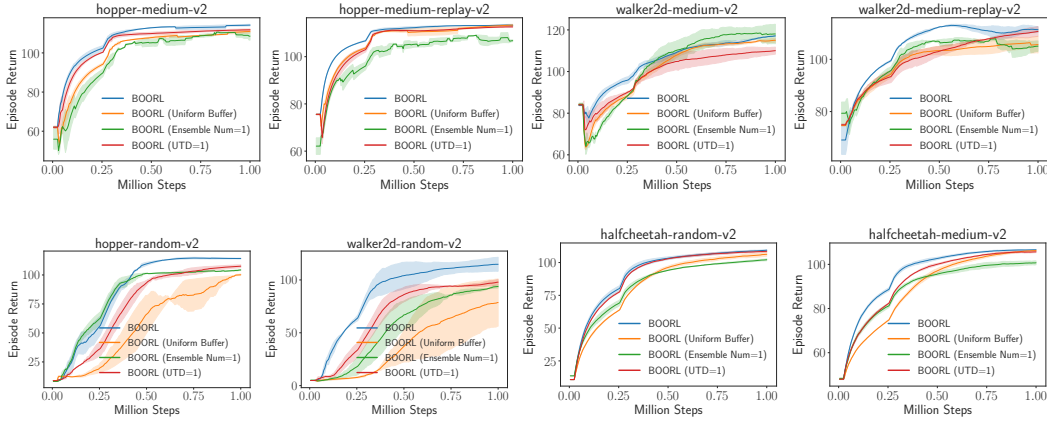 hopper-medium-v2
Episode Return
100
80
60
BOORL
BOORL (Uniform Buffer)
BOORL (Ensemble Num=1)
BOORL (UTD=1)
0.00 0.25 0.50 0.75 1.00
Million Steps
hopper-medium-replay-v2
Episode Return
100
80
60
BOORL
BOORL (Uniform Buffer)
BOORL (Ensemble Num=1)
BOORL (UTD=1)
0.00 0.25 0.50 0.75 1.00
Million Steps
walker2d-medium-v2
Episode Return
120
100
80
60
BOORL
BOORL (Uniform Buffer)
BOORL (Ensemble Num=1)
BOORL (UTD=1)
0.00 0.25 0.50 0.75 1.00
Million Steps
walker2d-medium-replay-v2
Episode Return
100
80
BOORL
BOORL (Uniform Buffer)
BOORL (Ensemble Num=1)
BOORL (UTD=1)
0.00 0.25 0.50 0.75 1.00
Million Steps
hopper-random-v2
Episode Return
100
75
50
25
BOORL
BOORL (Uniform Buffer)
BOORL (Ensemble Num=1)
BOORL (UTD=1)
0.00 0.25 0.50 0.75 1.00
Million Steps
walker2d-random-v2
Episode Return
100
50
0
BOORL
BOORL (Uniform Buffer)
BOORL (Ensemble Num=1)
BOORL (UTD=1)
0.00 0.25 0.50 0.75 1.00
Million Steps
halfcheetah-random-v2
Episode Return
100
75
50
25
BOORL
BOORL (Uniform Buffer)
BOORL (Ensemble Num=1)
BOORL (UTD=1)
0.00 0.25 0.50 0.75 1.00
Million Steps
halfcheetah-medium-v2
Episode Return
100
80
60
BOORL
BOORL (Uniform Buffer)
BOORL (Ensemble Num=1)
BOORL (UTD=1)
0.00 0.25 0.50 0.75 1.00
Million Steps